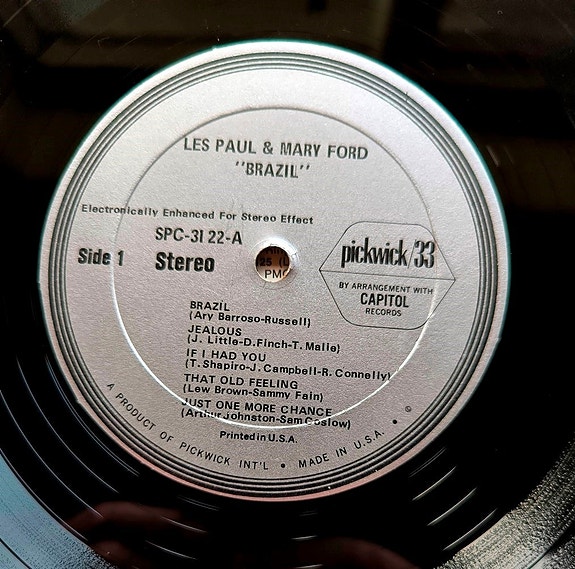 LES PAUL & MARY FORD
"BRAZIL"
Electronically Enhanced For Stereo Effect
SPC-3122-A
Side 1
Stereo
pickwick/33
BY ARRANGEMENT WITH
CAPITOL
RECORDS
BRAZIL
(Ary Barroso-Russell)
JEALOUS
(J. Little-D.Finch-T. Malie)
IF I HAD YOU
(T. Shapiro-J. Campbell-R. Connelly)
THAT OLD FEELING
(Lew Brown-Sammy Fain)
JUST ONE MORE CHANCE
(Arthur Johnston-Sam Coslow)
Printed in U.S.A.
A PRODUCT OF PICKWICK INT'L • MADE IN U.S.A. •